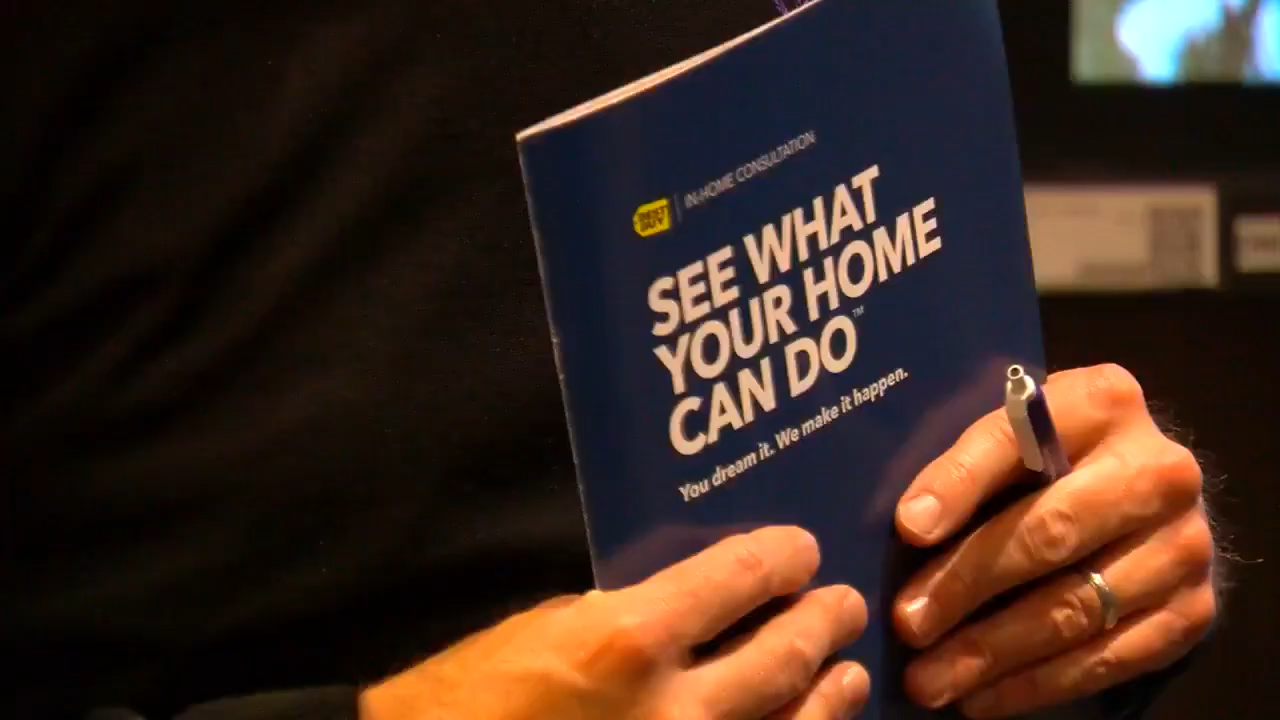 BEST BUY | IN-HOME CONSULTATION
SEE WHAT
YOUR HOME
CAN DO™
You dream it. We make it happen.